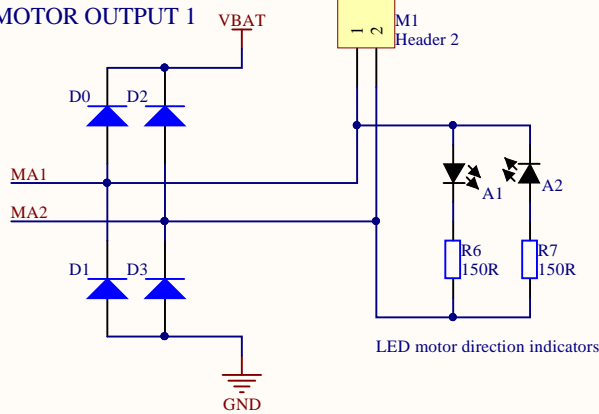 MOTOR OUTPUT 1
VBAT
1
2
M1
Header 2
D0
D2
MA1
MA2
A1
A2
D1
D3
R6
150R
R7
150R
LED motor direction indicators
GND